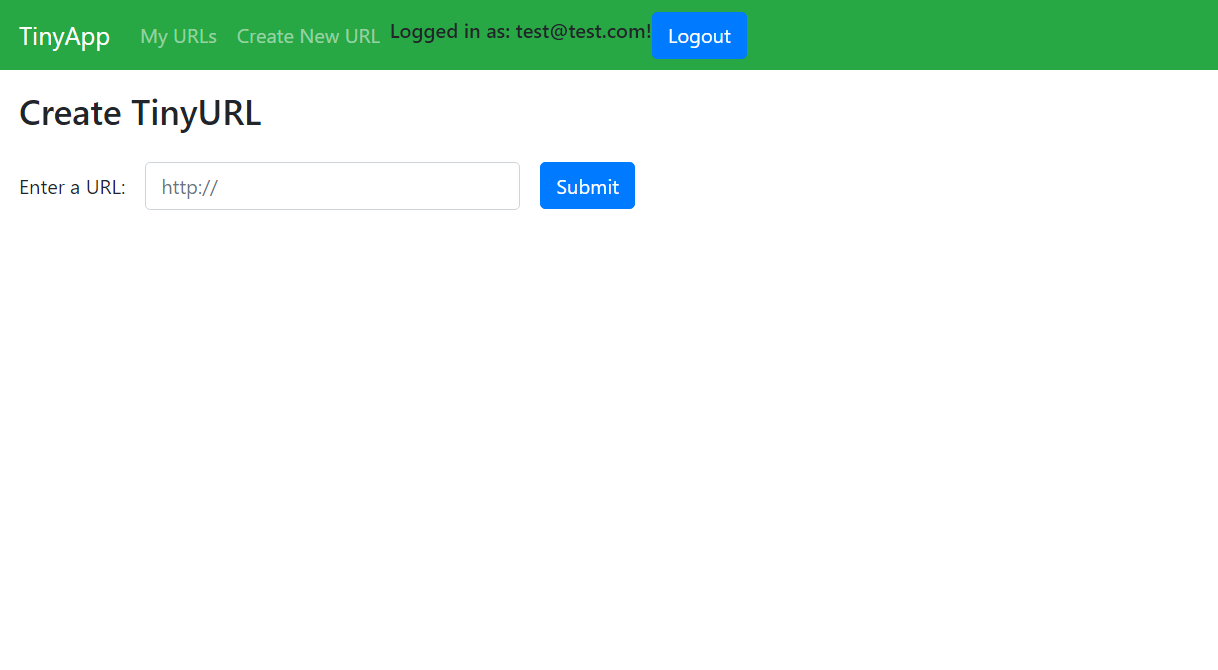 TinyApp My URLs Create New URL Logged in as: test@test.com! Logout
Create TinyURL
Enter a URL: http:// Submit